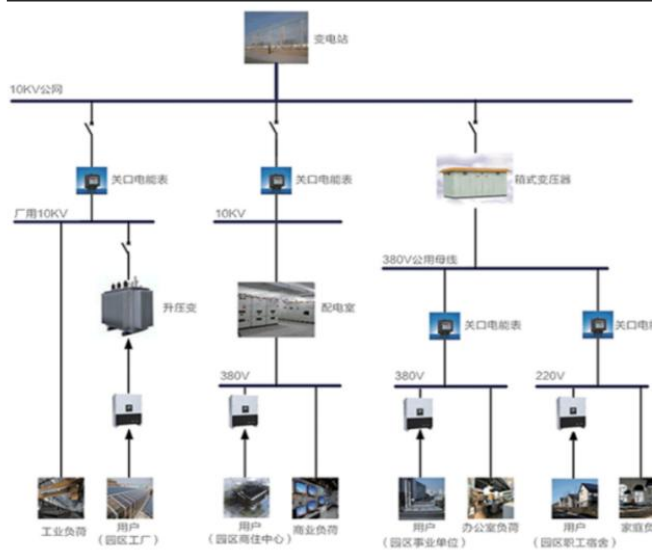 变电站
10KV公网
关口电能表
关口电能表
箱式变压器
厂用10KV
10KV
380V公用母线
升压变
配电室
关口电能表
关口电能
380V
380V
220V
工业负荷
用户
（园区工厂）
用户
（园区商住中心）
商业负荷
用户
（园区事业单位）
办公室负荷
用户
（园区职工宿舍）
家庭负